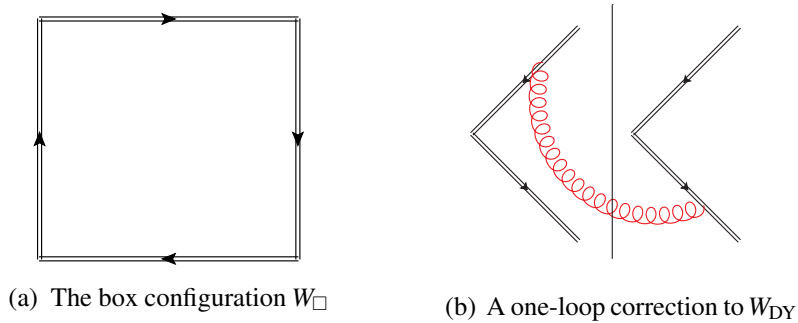 (a) The box configuration W□
(b) A one-loop correction to W_DY